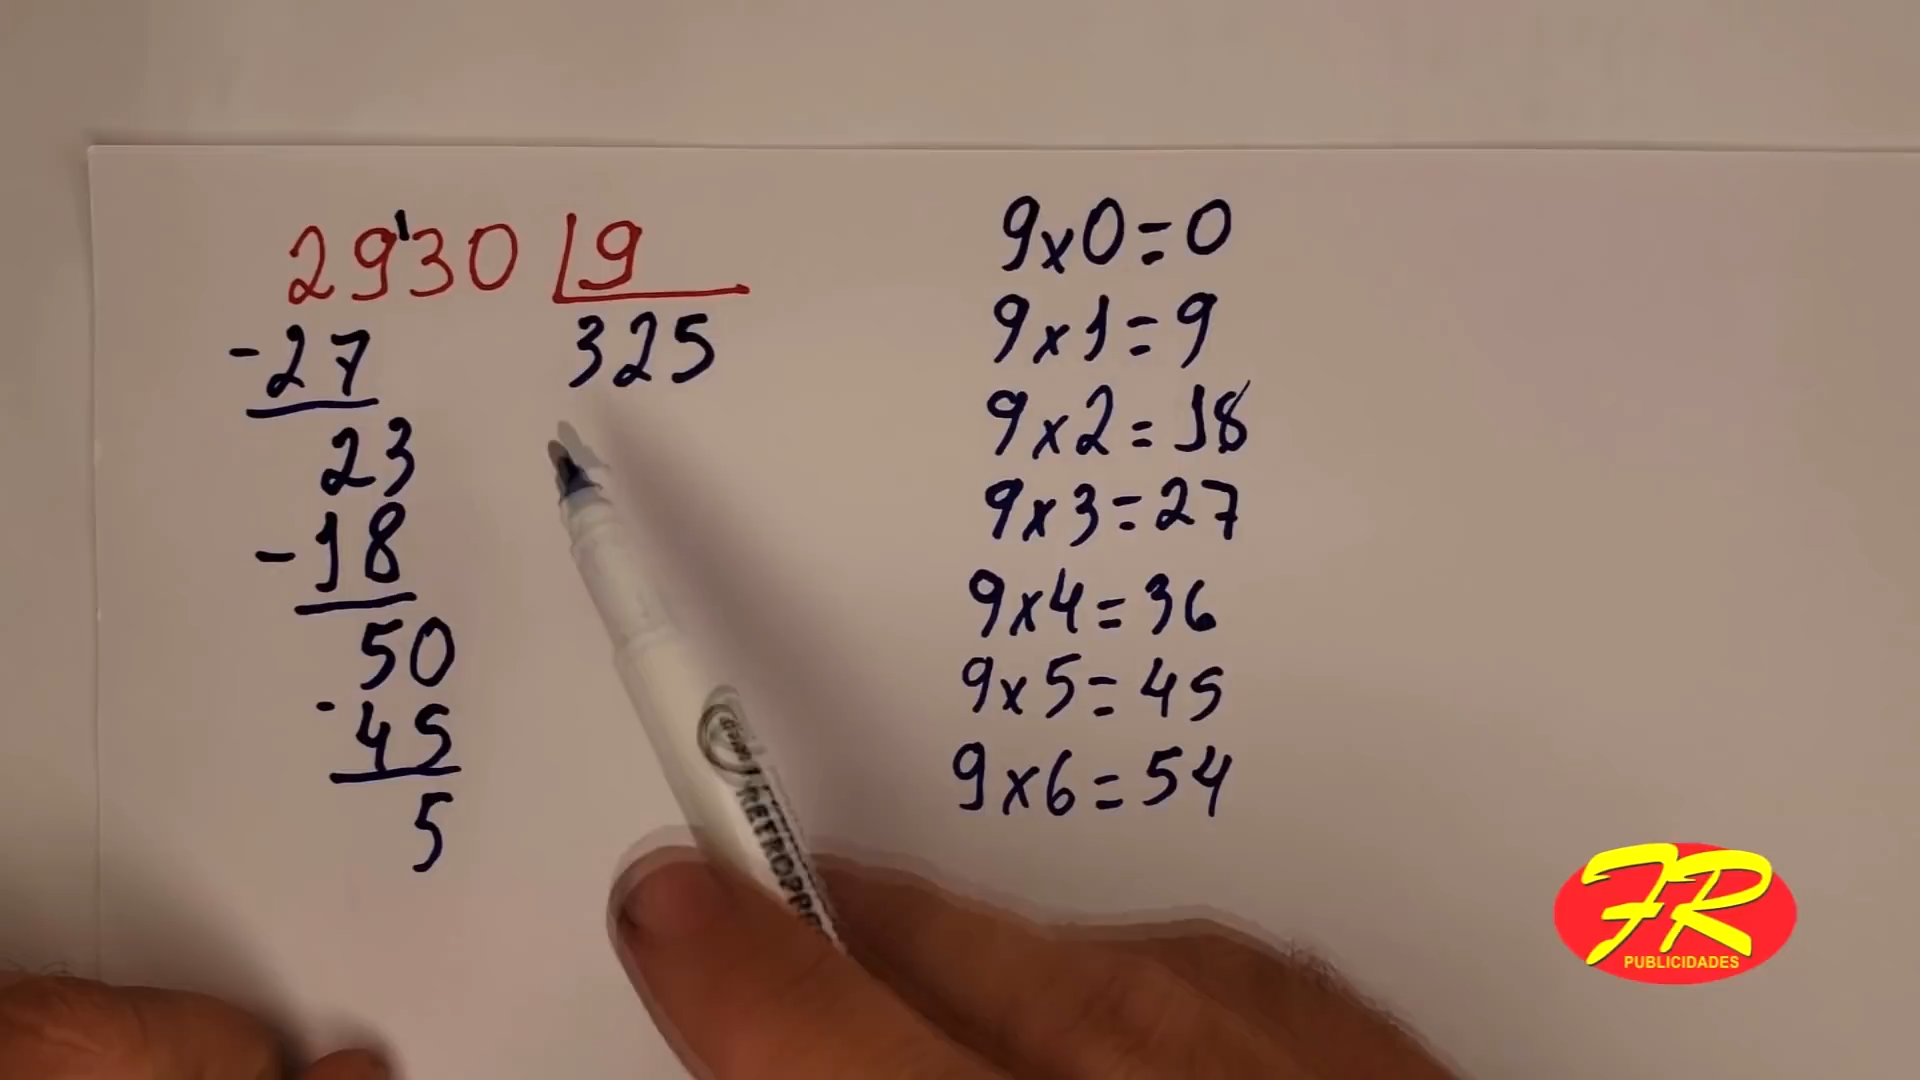 2930 9
-27 325
23
-18
50
-45
5
9x0=0
9x1=9
9x2=18
9x3=27
9x4=36
9x5=45
9x6=54
RETROPR
FR
PUBLICIDADES